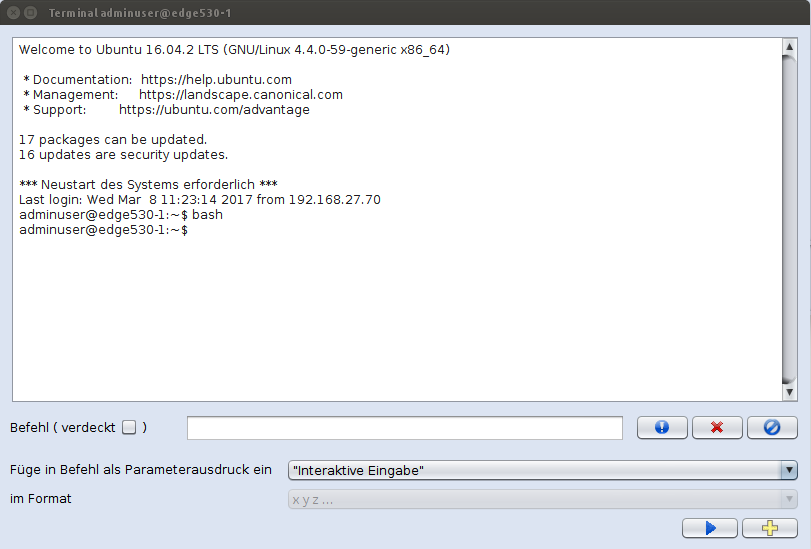 Terminal adminuser@edge530-1
Welcome to Ubuntu 16.04.2 LTS (GNU/Linux 4.4.0-59-generic x86_64)
* Documentation: https://help.ubuntu.com
* Management: https://landscape.canonical.com
* Support: https://ubuntu.com/advantage
17 packages can be updated.
16 updates are security updates.
*** Neustart des Systems erforderlich ***
Last login: Wed Mar 8 11:23:14 2017 from 192.168.27.70
adminuser@edge530-1:~$ bash
adminuser@edge530-1:~$
Befehl ( verdeckt )
Füge in Befehl als Parameterausdruck ein "Interaktive Eingabe"
im Format x y z ...